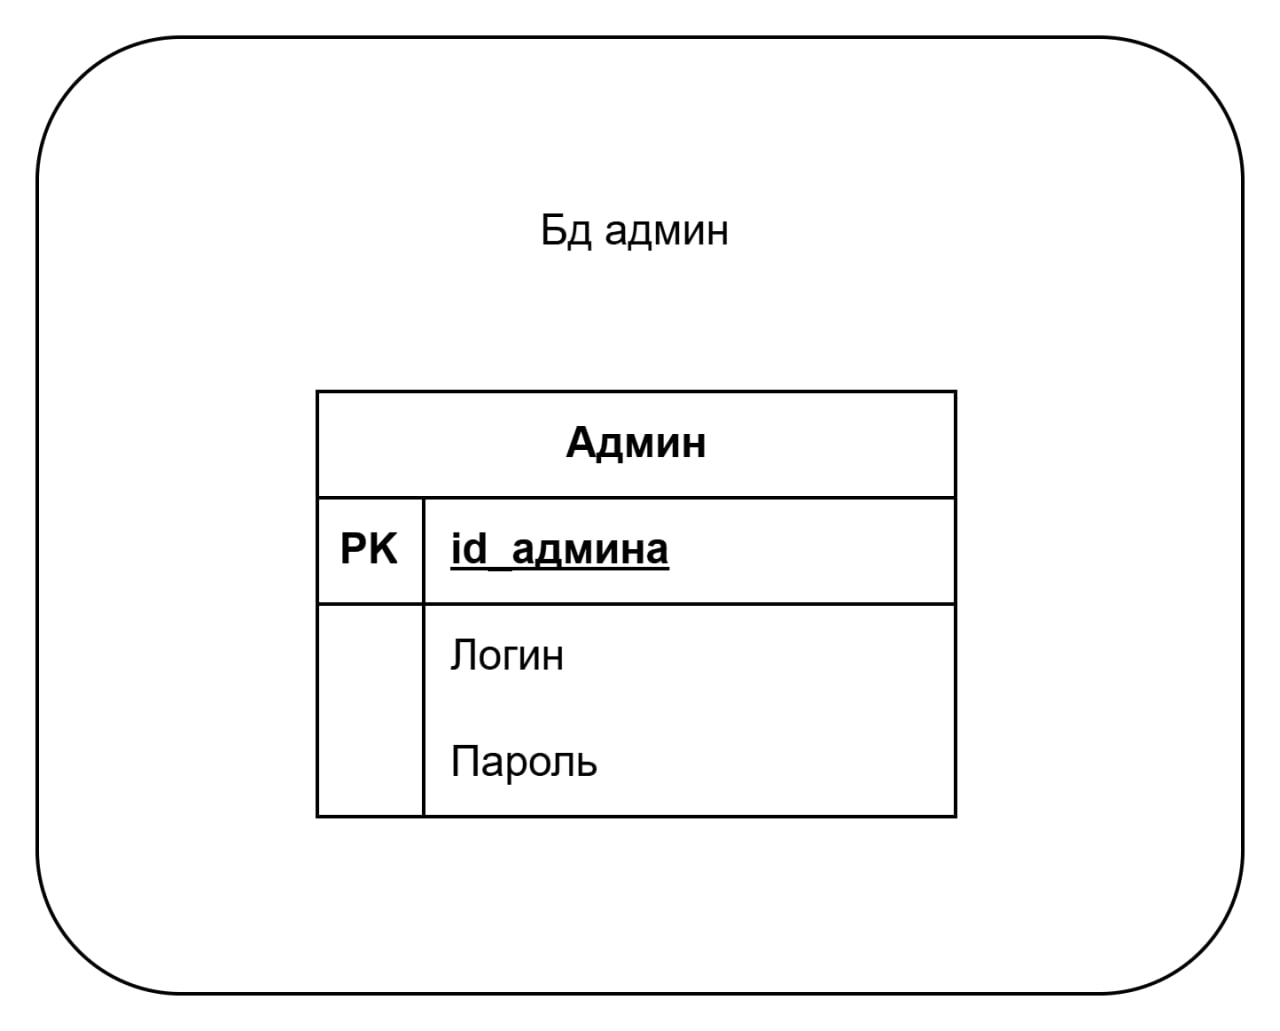 Бд админ
Админ
PK id_админа
Логин
Пароль